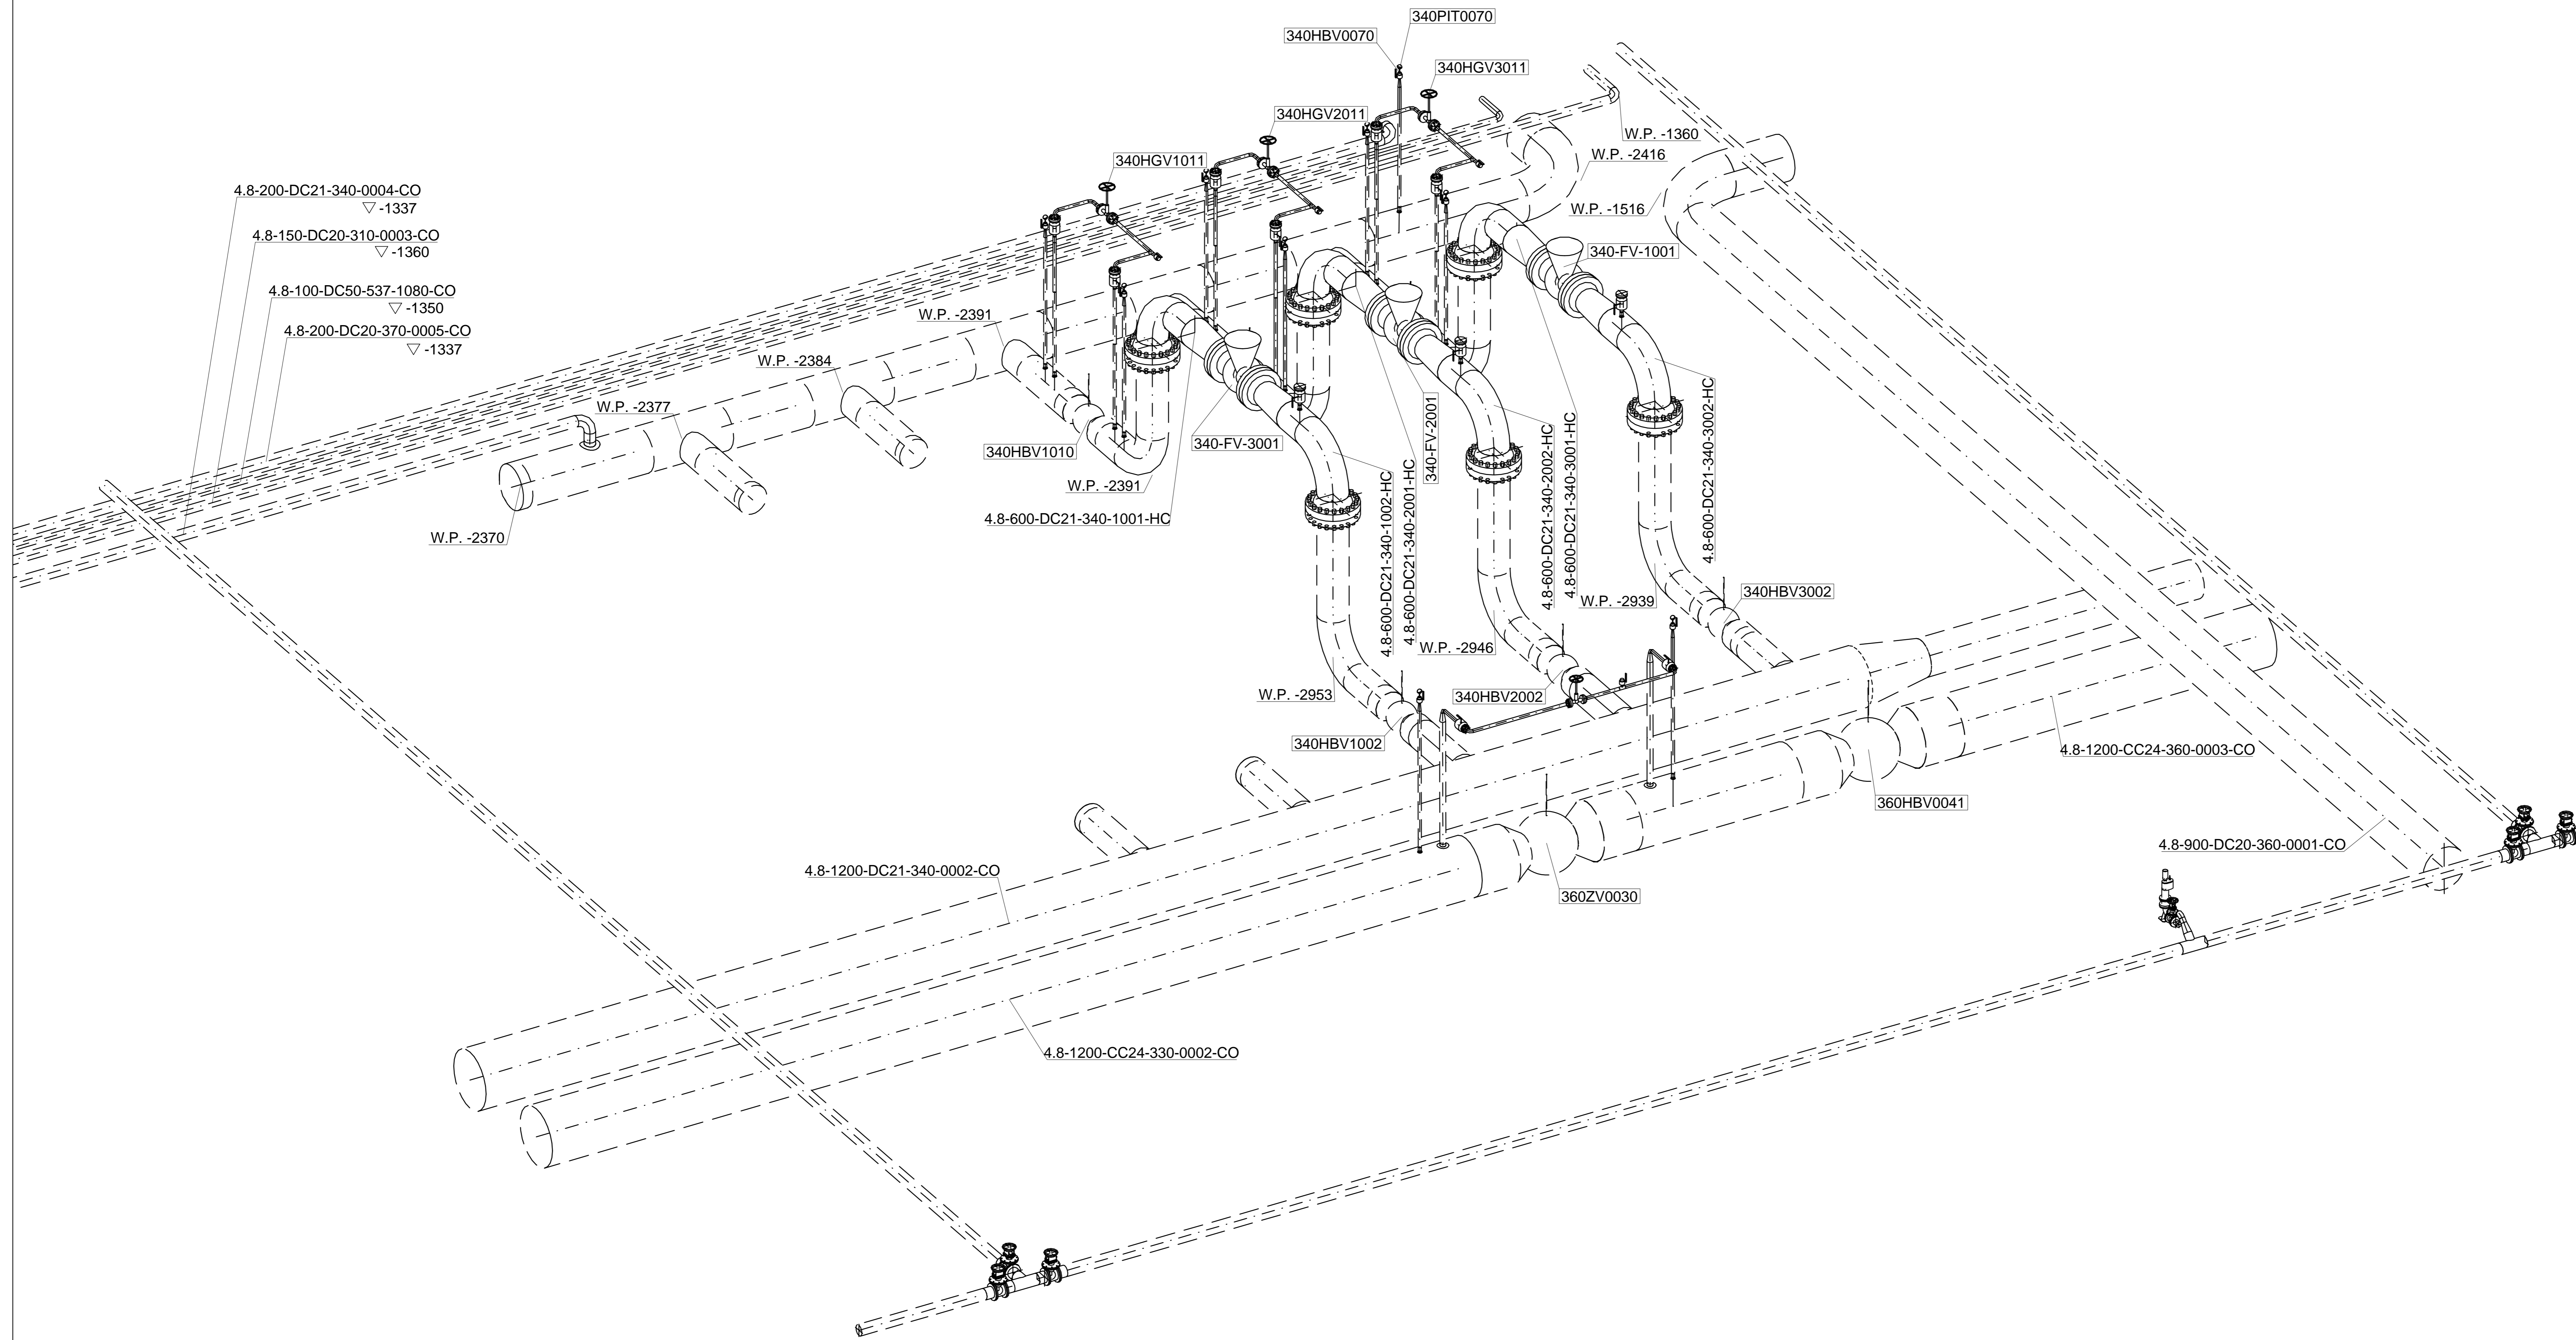 340PIT0070
340HBV0070
340HGV3011
340HGV2011
W.P. -1360
W.P. -2416
340HGV1011
4.8-200-DC21-340-0004-CO
▽ -1337
W.P. -1516
4.8-150-DC20-310-0003-CO
▽ -1360
340-FV-1001
4.8-100-DC50-537-1080-CO
▽ -1350
W.P. -2391
4.8-200-DC20-370-0005-CO
▽ -1337
W.P. -2384
W.P. -2377
340-FV-3001
340-FV-2001
340HBV1010
W.P. -2391
4.8-600-DC21-340-1001-HC
W.P. -2370
4.8-600-DC21-340-1002-HC
4.8-600-DC21-340-2001-HC
4.8-600-DC21-340-2002-HC
4.8-600-DC21-340-3001-HC
4.8-600-DC21-340-3002-HC
340HBV3002
W.P. -2939
W.P. -2946
W.P. -2953
340HBV2002
340HBV1002
4.8-1200-CC24-360-0003-CO
360HBV0041
4.8-900-DC20-360-0001-CO
4.8-1200-DC21-340-0002-CO
360ZV0030
4.8-1200-CC24-330-0002-CO